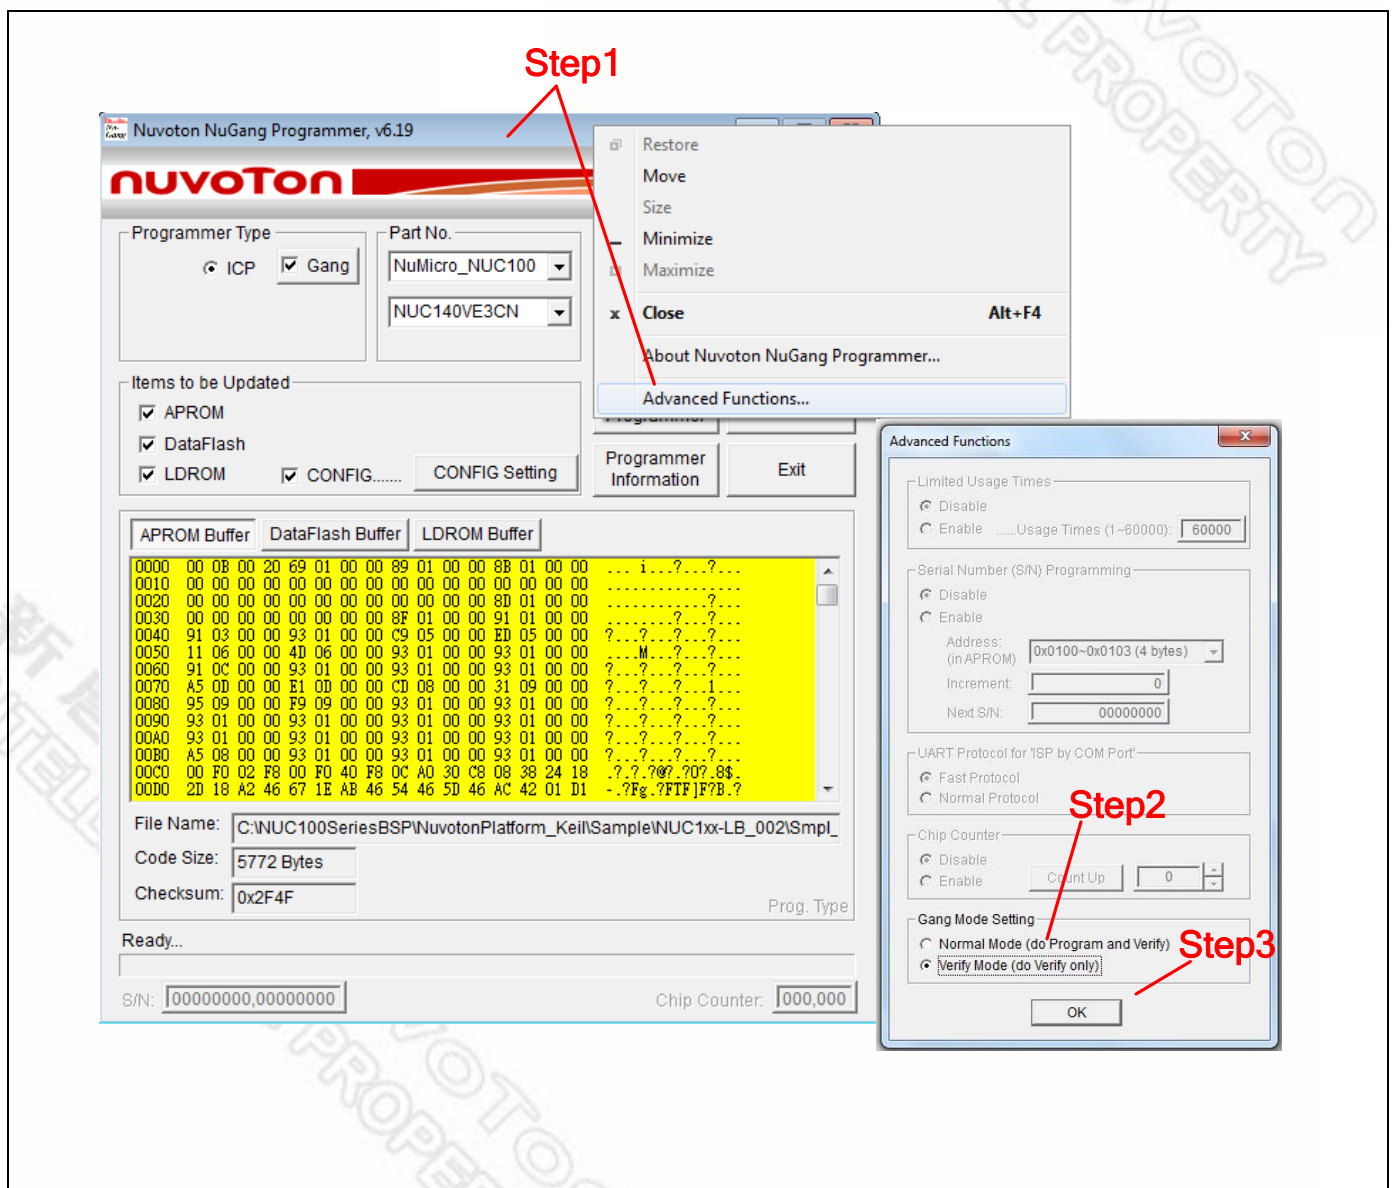 Step1
Nuvoton NuGang Programmer, v6.19
nuvoTon
Restore
Move
Size
Minimize
Maximize
x Close Alt+F4
About Nuvoton NuGang Programmer...
Advanced Functions...
Programmer Type
ICP
Gang
Part No.
NuMicro_NUC100
NUC140VE3CN
Items to be Updated
APROM
DataFlash
LDROM
CONFIG.......
CONFIG Setting
Programmer
Programmer
Information
Exit
APROM Buffer DataFlash Buffer LDROM Buffer
0000 00 0B 00 20 69 01 00 00 89 01 00 00 8B 01 00 00 ... i...?...?...
0010 00 00 00 00 00 00 00 00 00 00 00 00 00 00 00 00 ................
0020 00 00 00 00 00 00 00 00 00 00 00 00 8D 01 00 00 ............?...
0030 00 00 00 00 00 00 00 00 8F 01 00 00 91 01 00 00 ........?...?...
0040 91 03 00 00 93 01 00 00 C9 05 00 00 ED 05 00 00 ?...?...?...?...
0050 11 06 00 00 4D 06 00 00 93 01 00 00 93 01 00 00 ....M...?...?...
0060 91 0C 00 00 93 01 00 00 93 01 00 00 93 01 00 00 ?...?...?...?...
0070 A5 0D 00 00 E1 0D 00 00 CD 08 00 00 31 09 00 00 ?...?...?...1...
0080 95 09 00 00 F9 09 00 00 93 01 00 00 93 01 00 00 ?...?...?...?...
0090 93 01 00 00 93 01 00 00 93 01 00 00 93 01 00 00 ?...?...?...?...
00A0 93 01 00 00 93 01 00 00 93 01 00 00 93 01 00 00 ?...?...?...?...
00B0 A5 08 00 00 93 01 00 00 93 01 00 00 93 01 00 00 ?...?...?...?...
00C0 00 F0 02 F8 00 F0 40 F8 0C A0 30 C8 08 38 24 18 .?.?.?@?.?0?.8$.
00D0 2D 18 A2 46 67 1E AB 46 54 46 5D 46 AC 42 01 D1 -.?Fg.?FTF]F?B.?
File Name: C:\NUC100SeriesBSP\NuvotonPlatform_Keil\Sample\NUC1xx-LB_002\Smpl_
Code Size: 5772 Bytes
Checksum: 0x2F4F
Prog. Type
Ready...
S/N: 00000000,00000000
Chip Counter: 000,000
Advanced Functions
Limited Usage Times
Disable
Enable ......Usage Times (1~60000): 60000
Serial Number (S/N) Programming
Disable
Enable
Address:
(in APROM)
0x0100~0x0103 (4 bytes)
Increment: 0
Next S/N: 00000000
UART Protocol for 'ISP by COM Port'
Fast Protocol
Normal Protocol
Step2
Chip Counter
Disable
Enable Count Up 0
Gang Mode Setting
Normal Mode (do Program and Verify)
Verify Mode (do Verify only)
Step3
OK
NUVOTON
PROPERTY